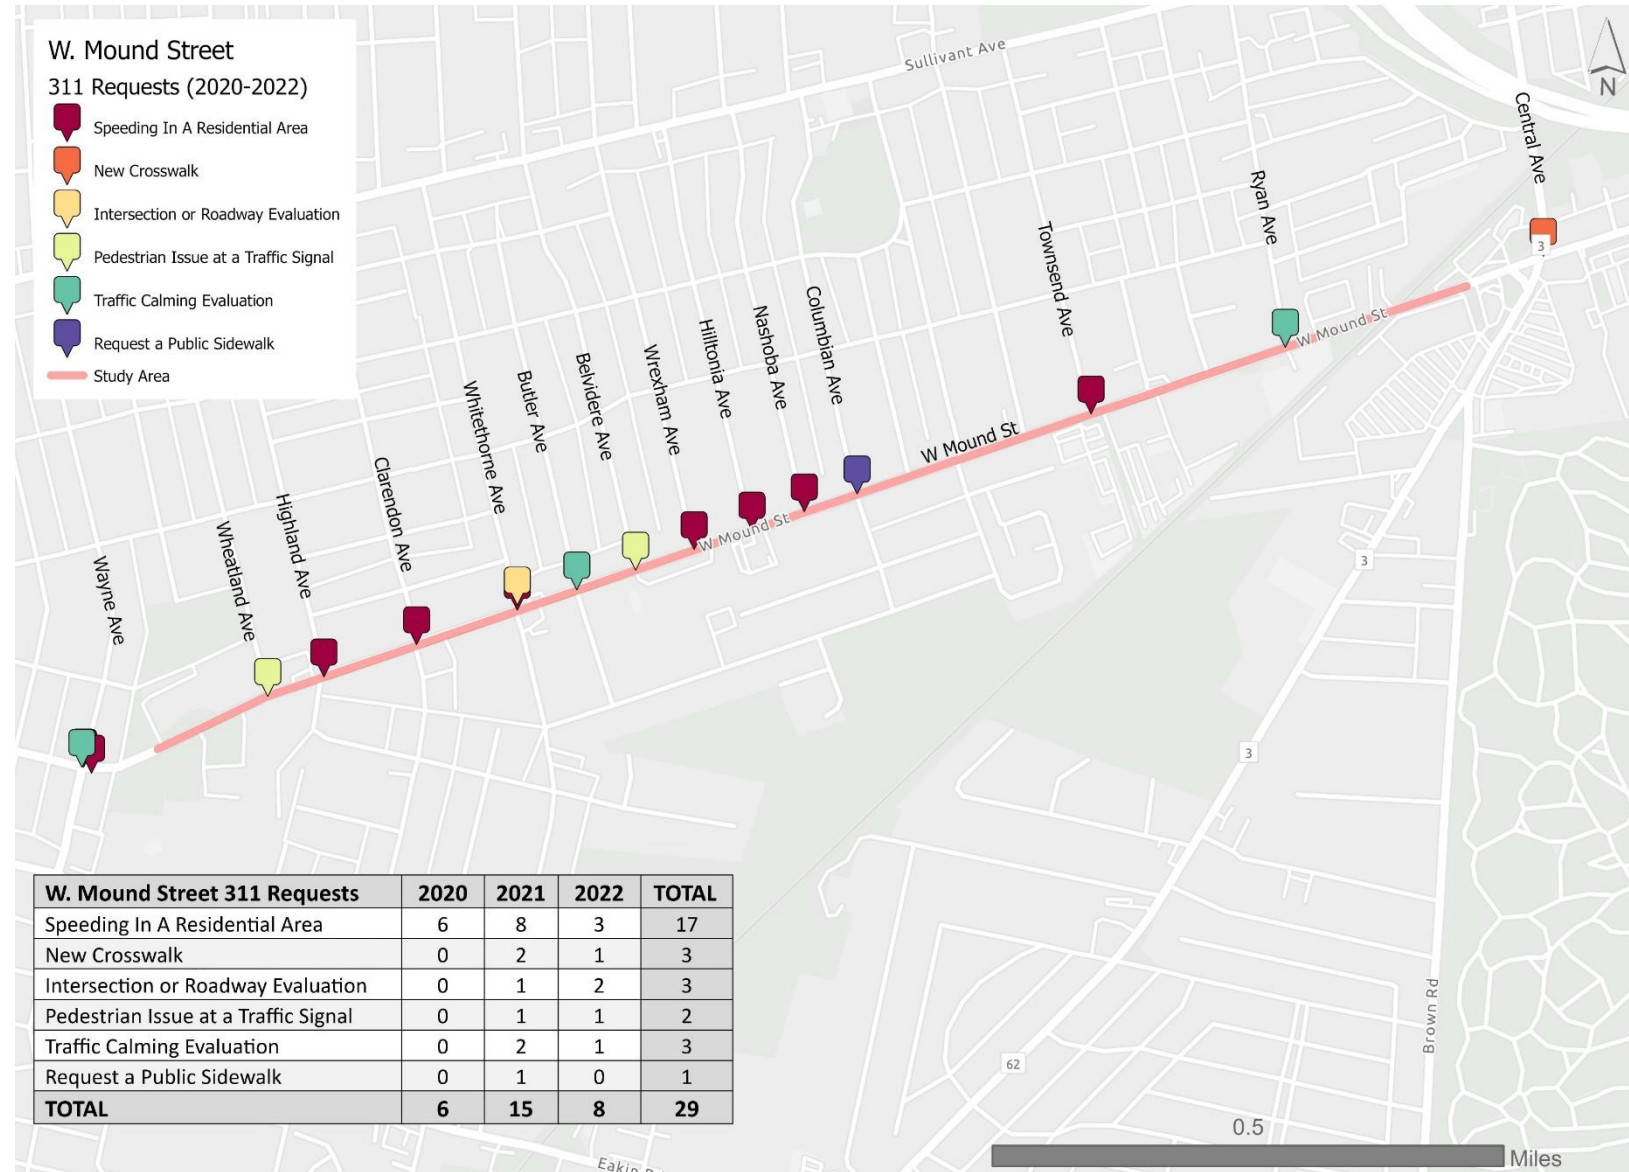 W. Mound Street
311 Requests (2020-2022)
Speeding In A Residential Area
New Crosswalk
Intersection or Roadway Evaluation
Pedestrian Issue at a Traffic Signal
Traffic Calming Evaluation
Request a Public Sidewalk
Study Area
Sullivant Ave
N
Central Ave
3
Ryan Ave
Townsend Ave
W Mound St
Columbian Ave
Nashoba Ave
Hilltonia Ave
Wrexham Ave
Belvidere Ave
Butler Ave
Whitethorne Ave
W Mound St
W Mound St
Clarendon Ave
Highland Ave
Wheatland Ave
Wayne Ave
3
3
62
Brown Rd
W. Mound Street 311 Requests 2020 2021 2022 TOTAL
Speeding In A Residential Area 6 8 3 17
New Crosswalk 0 2 1 3
Intersection or Roadway Evaluation 0 1 2 3
Pedestrian Issue at a Traffic Signal 0 1 1 2
Traffic Calming Evaluation 0 2 1 3
Request a Public Sidewalk 0 1 0 1
TOTAL 6 15 8 29
0.5
Miles
Eakin